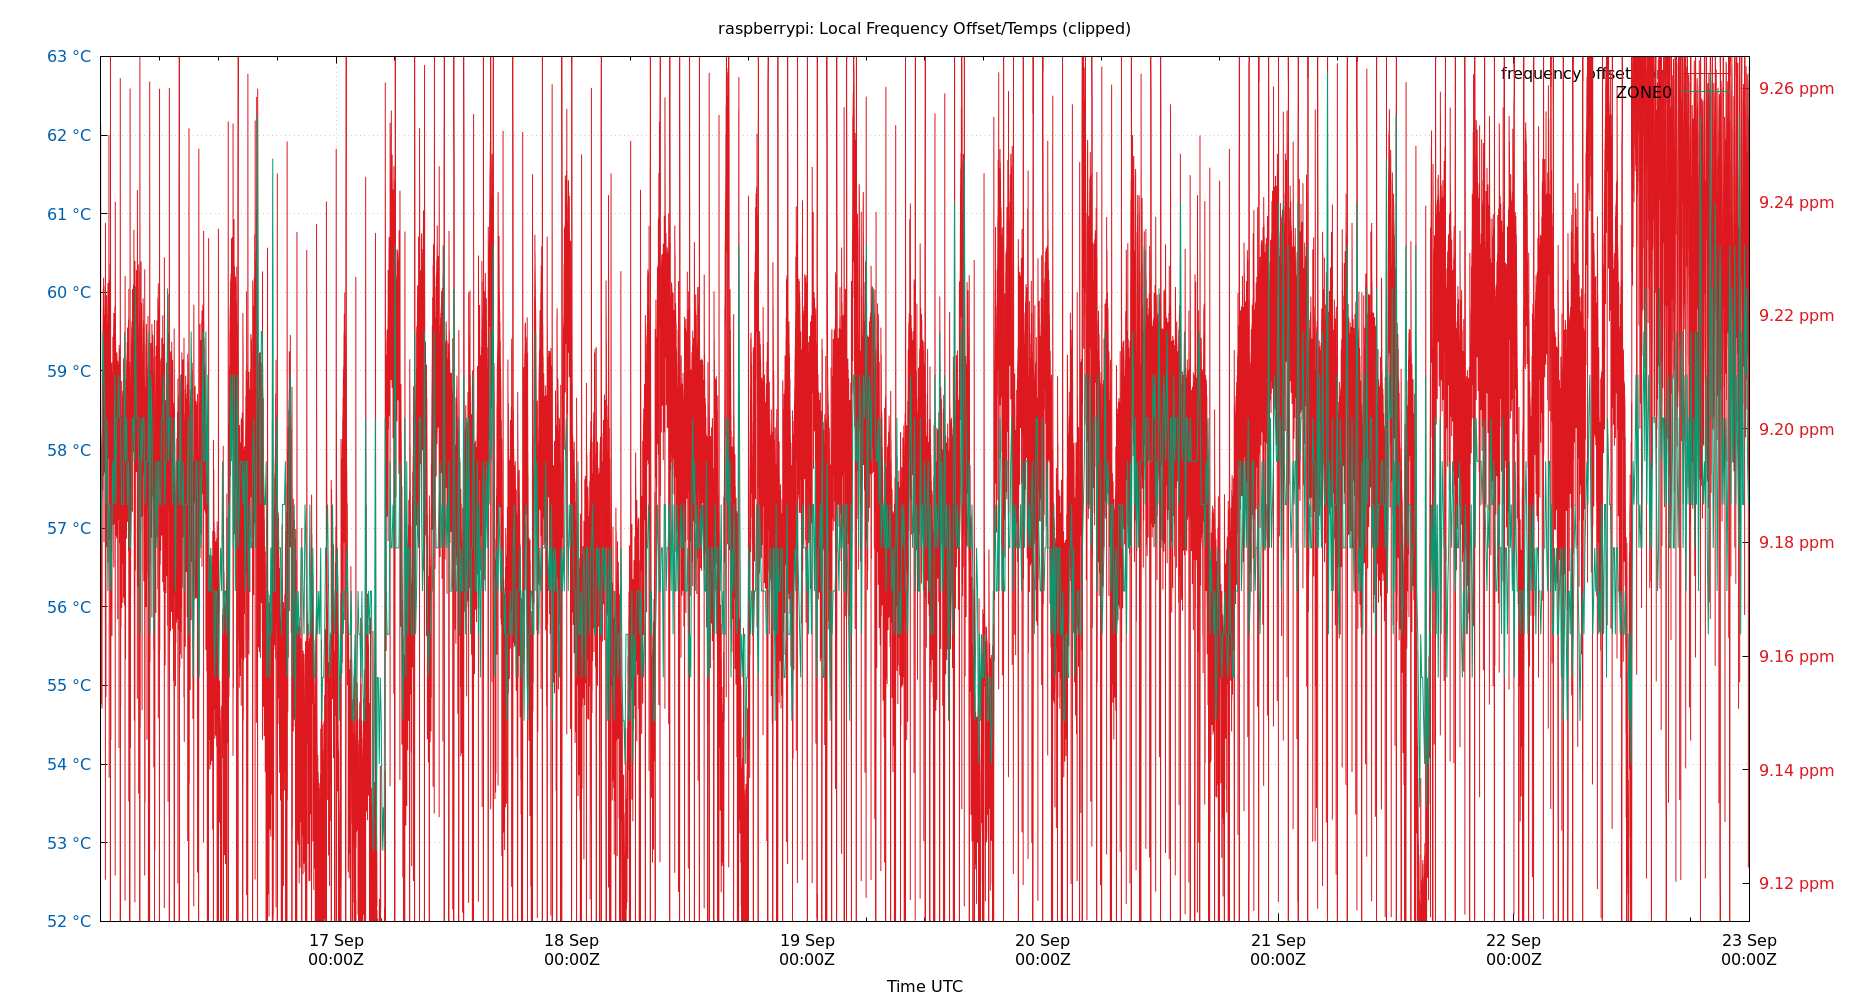 raspberrypi: Local Frequency Offset/Temps (clipped)
63 °C
62 °C
61 °C
60 °C
59 °C
58 °C
57 °C
56 °C
55 °C
54 °C
53 °C
52 °C
frequency offset
ZONE0
9.26 ppm
9.24 ppm
9.22 ppm
9.20 ppm
9.18 ppm
9.16 ppm
9.14 ppm
9.12 ppm
17 Sep 18 Sep 19 Sep 20 Sep 21 Sep 22 Sep 23 Sep
00:00Z 00:00Z 00:00Z 00:00Z 00:00Z 00:00Z 00:00Z
Time UTC